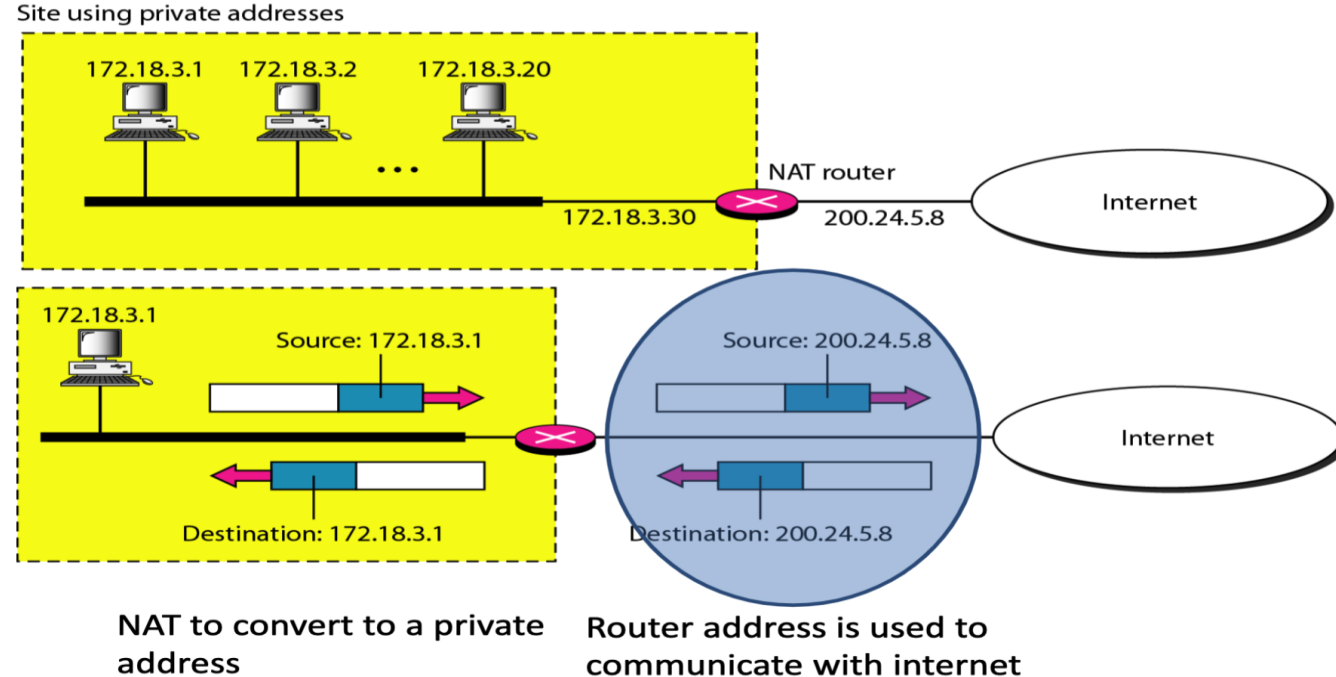 Site using private addresses
172.18.3.1
172.18.3.2
172.18.3.20
...
NAT router
172.18.3.30
200.24.5.8
Internet
172.18.3.1
Source: 172.18.3.1
Source: 200.24.5.8
Internet
Destination: 172.18.3.1
Destination: 200.24.5.8
NAT to convert to a private
address
Router address is used to
communicate with internet